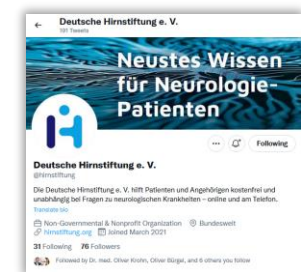 Deutsche Hirnstiftung e. V.
191 Tweets
Neustes Wissen
für Neurologie-
Patienten
Following
Deutsche Hirnstiftung e. V.
@hirnstiftung
Die Deutsche Hirnstiftung e. V. hilft Patienten und Angehörigen kostenfrei und
unabhängig bei Fragen zu neurologischen Krankheiten – online und am Telefon.
Translate bio
Non-Governmental & Nonprofit Organization Bundesweit
hirnstiftung.org Joined March 2021
31 Following 76 Followers
Followed by Dr. med. Oliver Krohn, Oliver Bürgel, and 6 others you follow